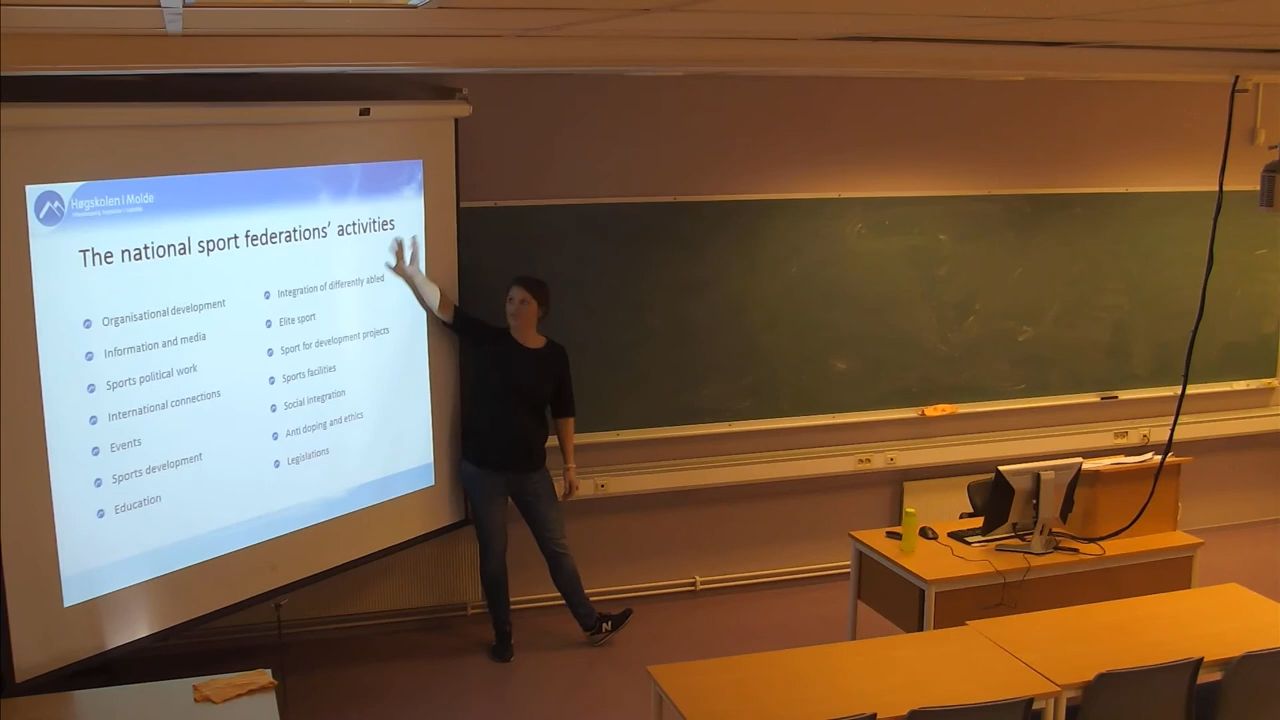 Høgskolen i Molde
The national sport federations' activities
Organisational development
Information and media
Sports political work
International connections
Events
Sports development
Education
Integration of differently abled
Elite sport
Sport for development projects
Sports facilities
Social integration
Anti doping and ethics
Legislations
N